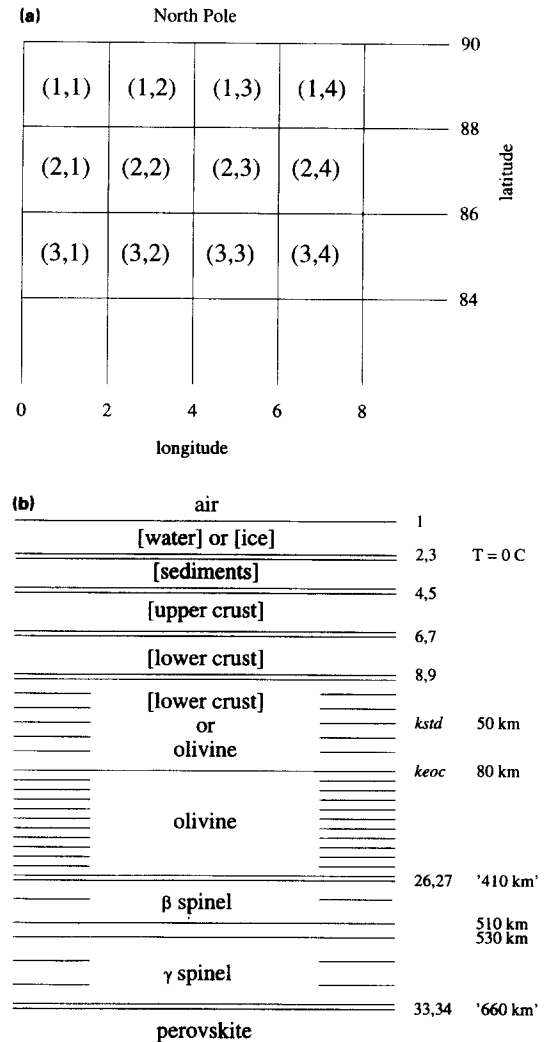 (a) North Pole
90
(1,1) (1,2) (1,3) (1,4)
88
(2,1) (2,2) (2,3) (2,4)
86
(3,1) (3,2) (3,3) (3,4)
84
latitude
0 2 4 6 8
longitude
(b) air
1
[water] or [ice]
2,3 T = 0 C
[sediments]
4,5
[upper crust]
6,7
[lower crust]
8,9
[lower crust]
or
kstd 50 km
olivine
keoc 80 km
olivine
26,27 '410 km'
β spinel
510 km
530 km
γ spinel
33,34 '660 km'
perovskite